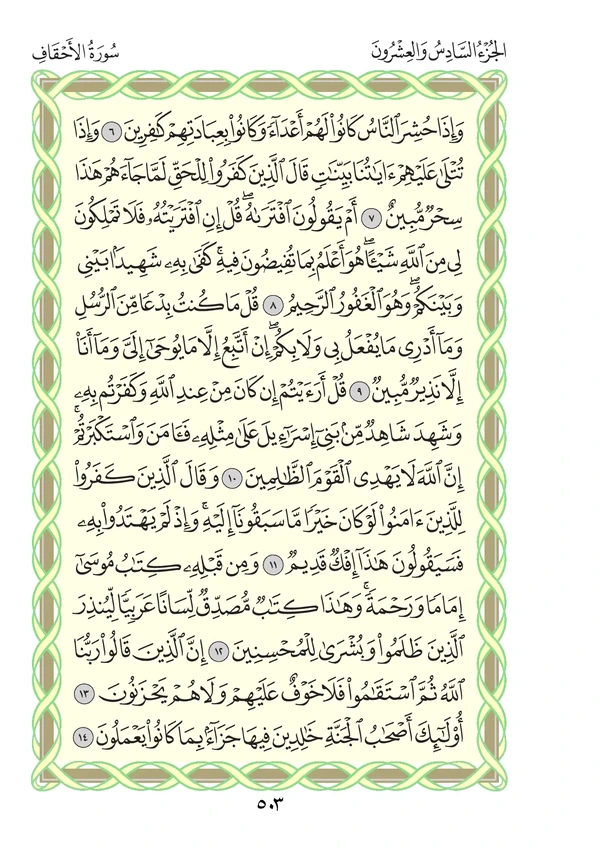 الجُزْءُ السَّادِسُ وَالعِشْرُونَ
سُورَةُ الأَحْقَافِ
وَإِذَا حُشِرَ ٱلنَّاسُ كَانُوا۟ لَهُمْ أَعْدَآءً وَكَانُوا۟ بِعِبَادَتِهِمْ كَٰفِرِينَ ٦ وَإِذَا
تُتْلَىٰ عَلَيْهِمْ ءَايَٰتُنَا بَيِّنَٰتٍ قَالَ ٱلَّذِينَ كَفَرُوا۟ لِلْحَقِّ لَمَّا جَآءَهُمْ هَٰذَا
سِحْرٌ مُّبِينٌ ٧ أَمْ يَقُولُونَ ٱفْتَرَىٰهُ ۖ قُلْ إِنِ ٱفْتَرَيْتُهُۥ فَلَا تَمْلِكُونَ
لِى مِنَ ٱللَّهِ شَيْـًٔا ۖ هُوَ أَعْلَمُ بِمَا تُفِيضُونَ فِيهِ ۖ كَفَىٰ بِهِۦ شَهِيدًۢا بَيْنِى
وَبَيْنَكُمْ ۖ وَهُوَ ٱلْغَفُورُ ٱلرَّحِيمُ ٨ قُلْ مَا كُنتُ بِدْعًا مِّنَ ٱلرُّسُلِ
وَمَآ أَدْرِى مَا يُفْعَلُ بِى وَلَا بِكُمْ ۖ إِنْ أَتَّبِعُ إِلَّا مَا يُوحَىٰٓ إِلَىَّ وَمَآ أَنَا۠
إِلَّا نَذِيرٌ مُّبِينٌ ٩ قُلْ أَرَءَيْتُمْ إِن كَانَ مِنْ عِندِ ٱللَّهِ وَكَفَرْتُم بِهِۦ
وَشَهِدَ شَاهِدٌ مِّنۢ بَنِىٓ إِسْرَٰٓءِيلَ عَلَىٰ مِثْلِهِۦ فَـَٔامَنَ وَٱسْتَكْبَرْتُمْ ۖ
إِنَّ ٱللَّهَ لَا يَهْدِى ٱلْقَوْمَ ٱلظَّٰلِمِينَ ١٠ وَقَالَ ٱلَّذِينَ كَفَرُوا۟
لِلَّذِينَ ءَامَنُوا۟ لَوْ كَانَ خَيْرًا مَّا سَبَقُونَآ إِلَيْهِ ۚ وَإِذْ لَمْ يَهْتَدُوا۟ بِهِۦ
فَسَيَقُولُونَ هَٰذَآ إِفْكٌ قَدِيمٌ ١١ وَمِن قَبْلِهِۦ كِتَٰبُ مُوسَىٰٓ
إِمَامًا وَرَحْمَةً ۚ وَهَٰذَا كِتَٰبٌ مُّصَدِّقٌ لِّسَانًا عَرَبِيًّا لِّيُنذِرَ
ٱلَّذِينَ ظَلَمُوا۟ وَبُشْرَىٰ لِلْمُحْسِنِينَ ١٢ إِنَّ ٱلَّذِينَ قَالُوا۟ رَبُّنَا
ٱللَّهُ ثُمَّ ٱسْتَقَٰمُوا۟ فَلَا خَوْفٌ عَلَيْهِمْ وَلَا هُمْ يَحْزَنُونَ ١٣
أُو۟لَٰٓئِكَ أَصْحَٰبُ ٱلْجَنَّةِ خَٰلِدِينَ فِيهَا جَزَآءًۢ بِمَا كَانُوا۟ يَعْمَلُونَ ١٤
٥٠٣